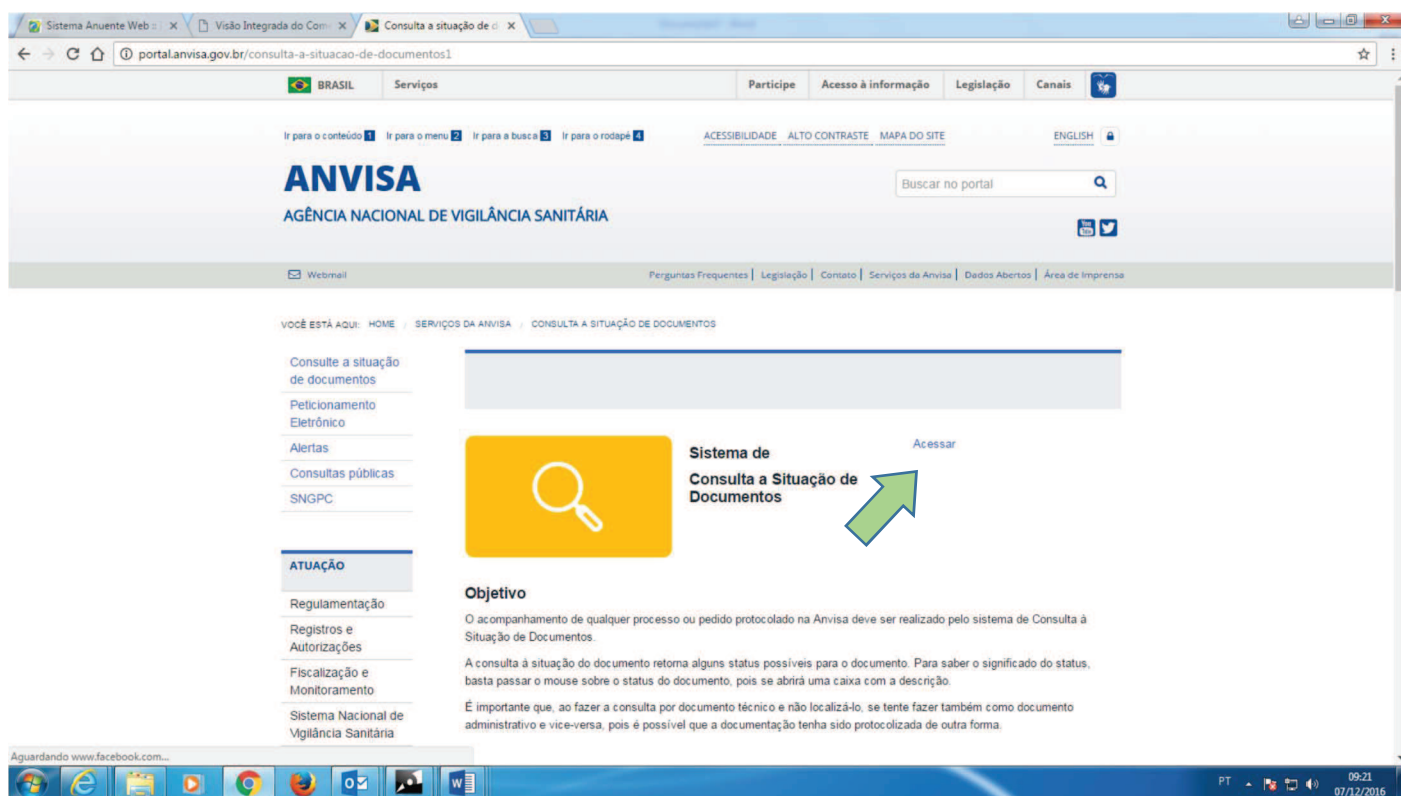 Sistema Anuente Web
Visão Integrada do Com
Consulta a situação de d
portal.anvisa.gov.br/consulta-a-situacao-de-documentos1
BRASIL Serviços Participe Acesso à informação Legislação Canais
Ir para o conteúdo 1 Ir para o menu 2 Ir para a busca 3 Ir para o rodapé 4 ACESSIBILIDADE ALTO CONTRASTE MAPA DO SITE ENGLISH
ANVISA
Buscar no portal
AGÊNCIA NACIONAL DE VIGILÂNCIA SANITÁRIA
You Tube
Webmail Perguntas Frequentes | Legislação | Contato | Serviços da Anvisa | Dados Abertos | Área de Imprensa
VOCÊ ESTÁ AQUI: HOME / SERVIÇOS DA ANVISA / CONSULTA A SITUAÇÃO DE DOCUMENTOS
Consulte a situação
de documentos
Peticionamento
Eletrônico
Alertas
Consultas públicas
SNGPC
ATUAÇÃO
Regulamentação
Registros e
Autorizações
Fiscalização e
Monitoramento
Sistema Nacional de
Vigilância Sanitária
Sistema de
Consulta a Situação de
Documentos
Acessar
Objetivo
O acompanhamento de qualquer processo ou pedido protocolado na Anvisa deve ser realizado pelo sistema de Consulta à
Situação de Documentos.
A consulta à situação do documento retorna alguns status possíveis para o documento. Para saber o significado do status,
basta passar o mouse sobre o status do documento, pois se abrirá uma caixa com a descrição.
É importante que, ao fazer a consulta por documento técnico e não localizá-lo, se tente fazer também como documento
administrativo e vice-versa, pois é possível que a documentação tenha sido protocolizada de outra forma.
Aguardando www.facebook.com...
PT 09:21
07/12/2016